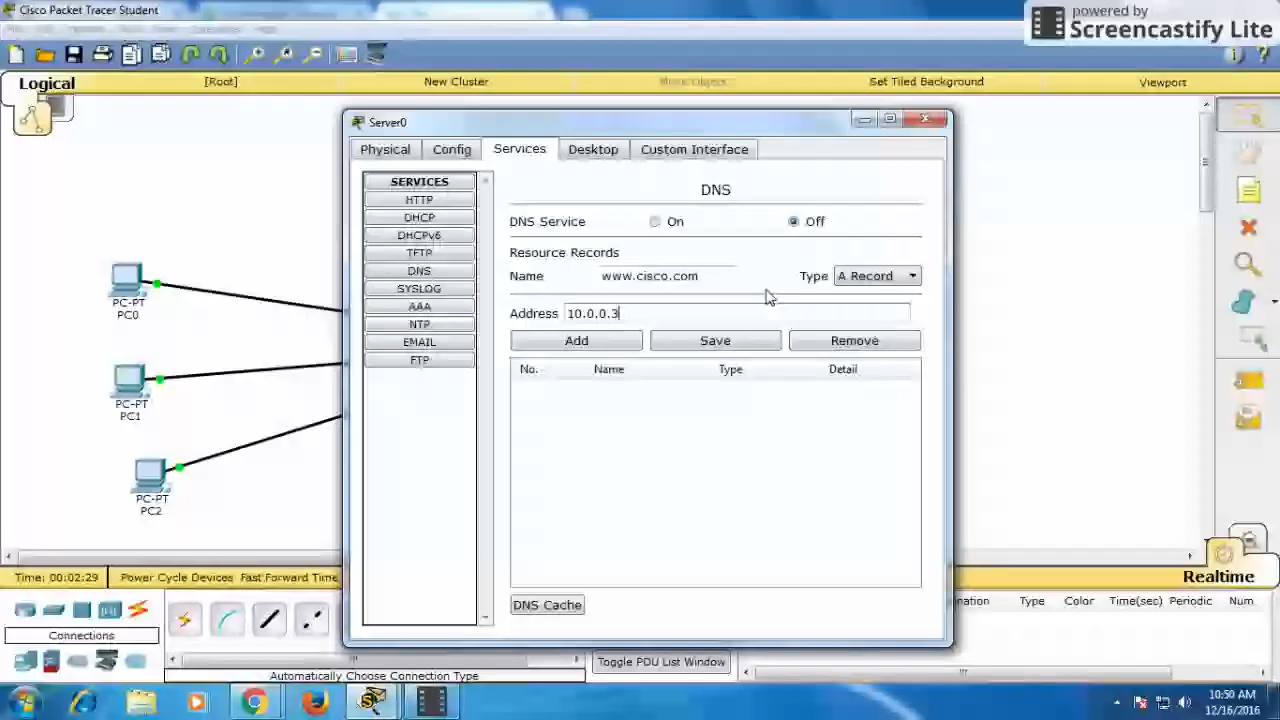 Cisco Packet Tracer Student
powered by
Screencastify Lite
Logical
[Root]
New Cluster
Move Object
Set Tiled Background
Viewport
Server0
Physical
Config
Services
Desktop
Custom Interface
SERVICES
HTTP
DHCP
DHCPv6
TFTP
DNS
SYSLOG
AAA
NTP
EMAIL
FTP
DNS
DNS Service
On
Off
Resource Records
Name
www.cisco.com
Type
A Record
Address
10.0.0.3
Add
Save
Remove
No.
Name
Type
Detail
DNS Cache
PC-PT
PC0
PC-PT
PC1
PC-PT
PC2
Time: 00:02:29
Power Cycle Devices
Fast Forward Time
Realtime
Connections
Automatically Choose Connection Type
Toggle PDU List Window
ination
Type
Color
Time(sec)
Periodic
Num
10:50 AM
12/16/2016